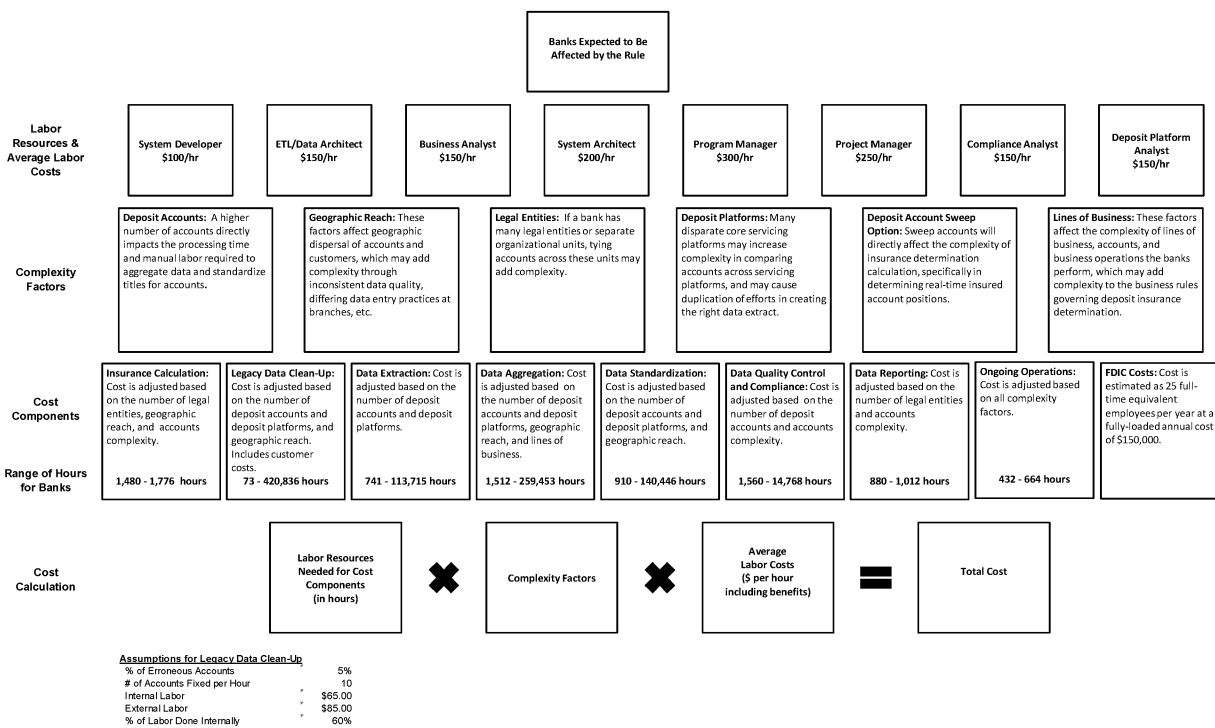 Banks Expected to Be
Affected by the Rule
Labor
Resources &
Average Labor
Costs
System Developer
$100/hr
ETL/Data Architect
$150/hr
Business Analyst
$150/hr
System Architect
$200/hr
Program Manager
$300/hr
Project Manager
$250/hr
Compliance Analyst
$150/hr
Deposit Platform
Analyst
$150/hr
Complexity
Factors
Deposit Accounts: A higher
number of accounts directly
impacts the processing time
and manual labor required to
aggregate data and standardize
titles for accounts.
Geographic Reach: These
factors affect geographic
dispersal of accounts and
customers, which may add
complexity through
inconsistent data quality,
differing data entry practices at
branches, etc.
Legal Entities: If a bank has
many legal entities or separate
organizational units, tying
accounts across these units may
add complexity.
Deposit Platforms: Many
disparate core servicing
platforms may increase
complexity in comparing
accounts across servicing
platforms, and may cause
duplication of efforts in creating
the right data extract.
Deposit Account Sweep
Option: Sweep accounts will
directly affect the complexity of
insurance determination
calculation, specifically in
determining real-time insured
account positions.
Lines of Business: These factors
affect the complexity of lines of
business, accounts, and
business operations the banks
perform, which may add
complexity to the business rules
governing deposit insurance
determination.
Cost
Components
Range of Hours
for Banks
Insurance Calculation:
Cost is adjusted based
on the number of legal
entities, geographic
reach, and accounts
complexity.
1,480 - 1,776 hours
Legacy Data Clean-Up:
Cost is adjusted based
on the number of
deposit accounts and
deposit platforms, and
geographic reach.
Includes customer
costs.
73 - 420,836 hours
Data Extraction: Cost is
adjusted based on the
number of deposit
accounts and deposit
platforms.
741 - 113,715 hours
Data Aggregation: Cost
is adjusted based on
the number of deposit
accounts and deposit
platforms, geographic
reach, and lines of
business.
1,512 - 259,453 hours
Data Standardization:
Cost is adjusted based
on the number of
deposit accounts and
deposit platforms, and
geographic reach.
910 - 140,446 hours
Data Quality Control
and Compliance: Cost is
adjusted based on the
number of deposit
accounts and accounts
complexity.
1,560 - 14,768 hours
Data Reporting: Cost is
adjusted based on the
number of legal entities
and accounts
complexity.
880 - 1,012 hours
Ongoing Operations:
Cost is adjusted based
on all complexity
factors.
432 - 664 hours
FDIC Costs: Cost is
estimated as 25 full-
time equivalent
employees per year at a
fully-loaded annual cost
of $150,000.
Cost
Calculation
Labor Resources
Needed for Cost
Components
(in hours)
Complexity Factors
Average
Labor Costs
($ per hour
including benefits)
Total Cost
Assumptions for Legacy Data Clean-Up
% of Erroneous Accounts 5%
# of Accounts Fixed per Hour 10
Internal Labor $65.00
External Labor $85.00
% of Labor Done Internally 60%